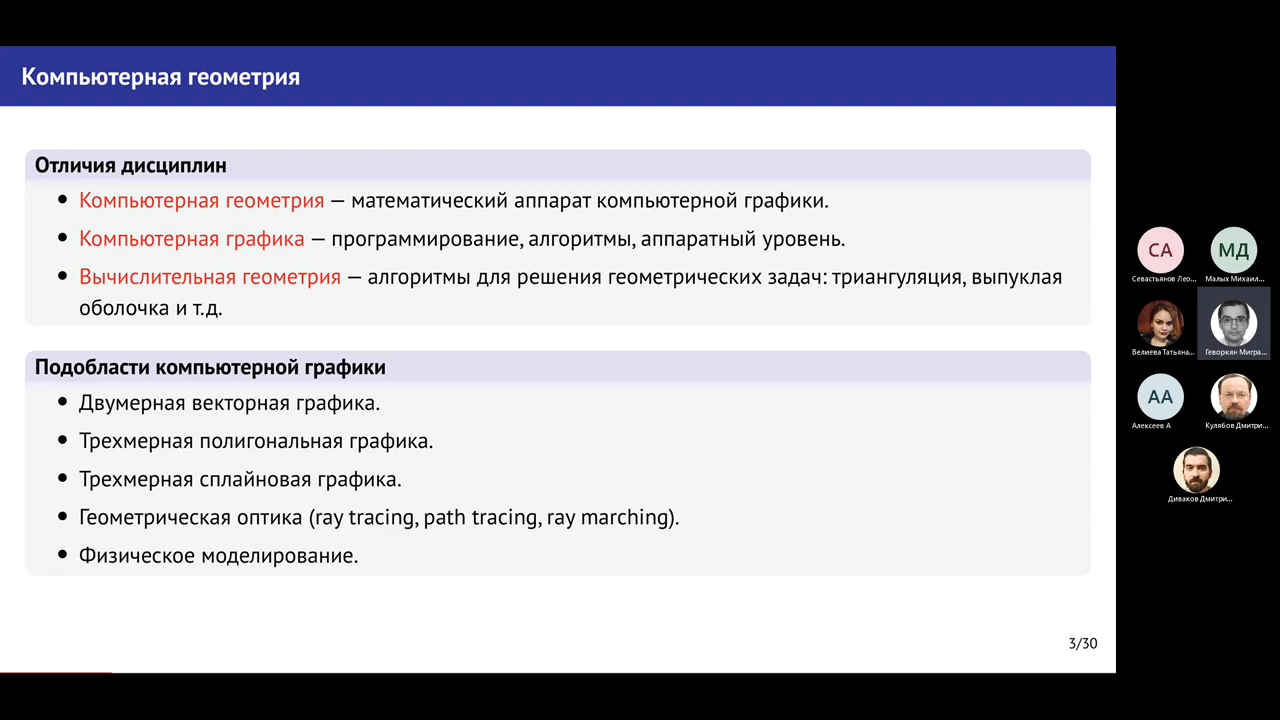 Компьютерная геометрия
Отличия дисциплин
• Компьютерная геометрия — математический аппарат компьютерной графики.
• Компьютерная графика — программирование, алгоритмы, аппаратный уровень.
• Вычислительная геометрия — алгоритмы для решения геометрических задач: триангуляция, выпуклая
оболочка и т.д.
Подобласти компьютерной графики
• Двумерная векторная графика.
• Трехмерная полигональная графика.
• Трехмерная сплайновая графика.
• Геометрическая оптика (ray tracing, path tracing, ray marching).
• Физическое моделирование.
3/30
СА МД
Севастьянов Лео... Малых Михаил...
Велиева Татьяна... Геворкян Мигра...
АА
Алексеев А Кулябов Дмитри...
Диваков Дмитри...